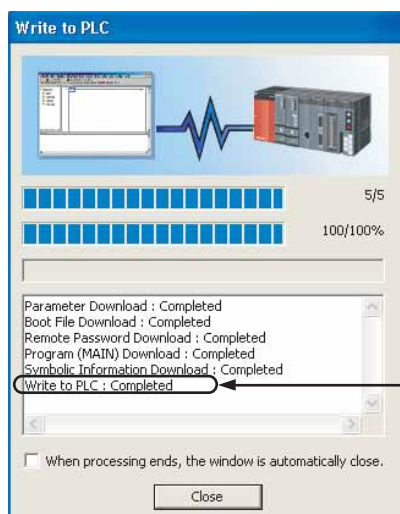 Write to PLC
5/5
100/100%
Parameter Download : Completed
Boot File Download : Completed
Remote Password Download : Completed
Program (MAIN) Download : Completed
Symbolic Information Download : Completed
Write to PLC : Completed
When processing ends, the window is automatically close.
Close